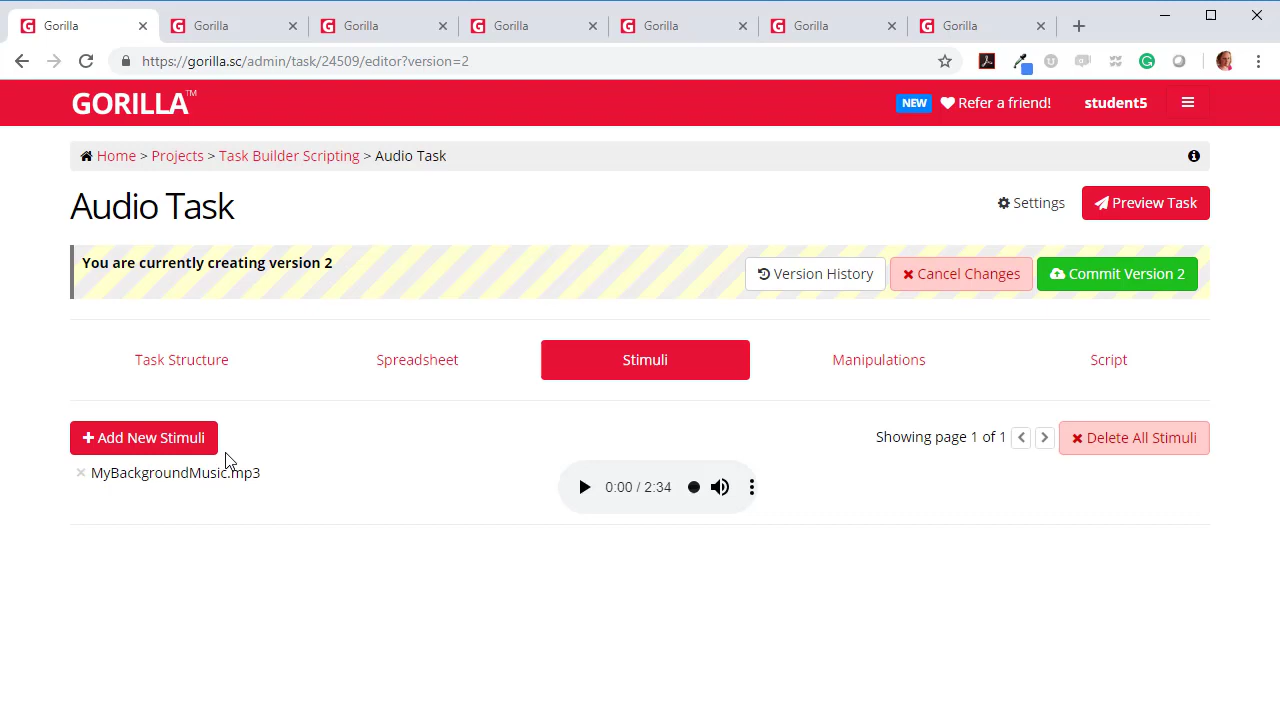 Gorilla Gorilla Gorilla Gorilla Gorilla Gorilla Gorilla
https://gorilla.sc/admin/task/24509/editor?version=2
GORILLA™ NEW Refer a friend! student5
Home > Projects > Task Builder Scripting > Audio Task
Audio Task Settings Preview Task
You are currently creating version 2 Version History Cancel Changes Commit Version 2
Task Structure Spreadsheet Stimuli Manipulations Script
Add New Stimuli Showing page 1 of 1 Delete All Stimuli
MyBackgroundMusic.mp3 0:00 / 2:34